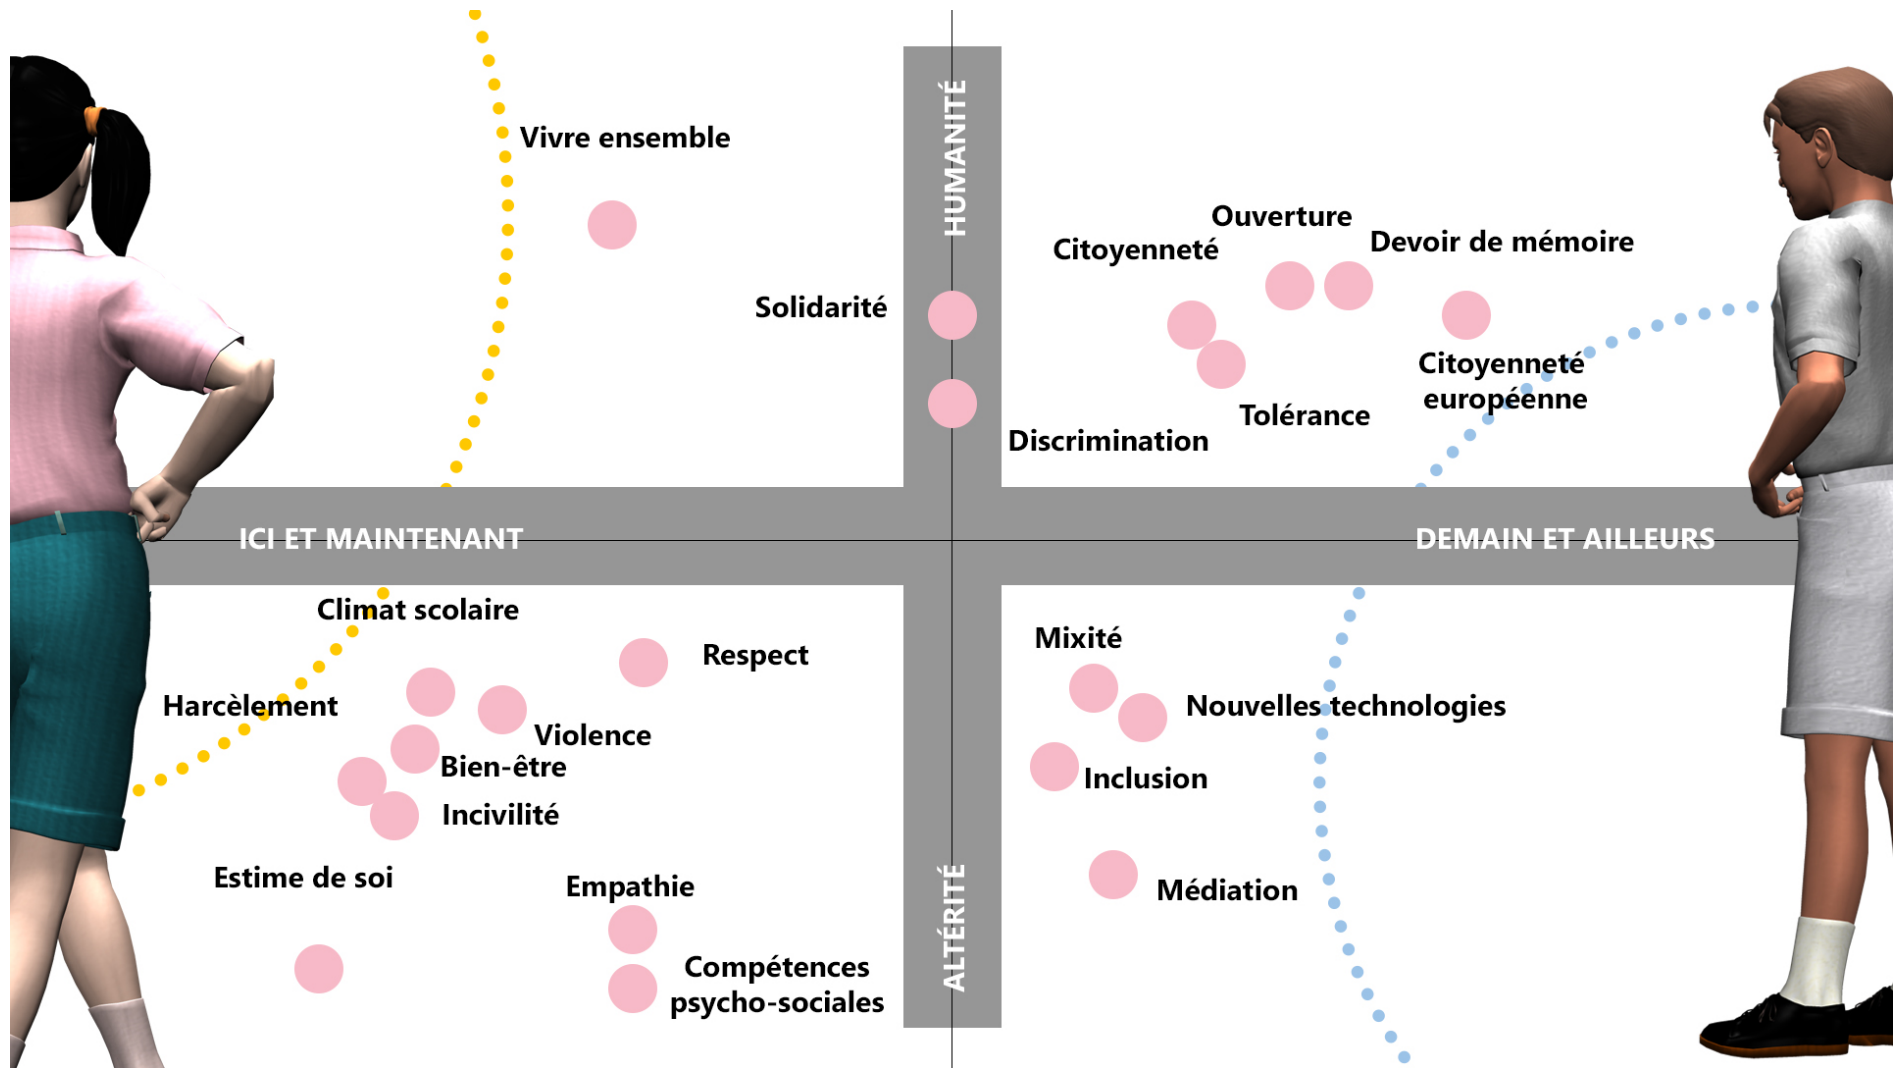 Vivre ensemble
HUMANITÉ
Ouverture
Citoyenneté
Devoir de mémoire
Solidarité
Citoyenneté
européenne
Tolérance
Discrimination
ICI ET MAINTENANT
DEMAIN ET AILLEURS
Climat scolaire
Mixité
Respect
Harcèlement
Nouvelles technologies
Violence
Bien-être
Inclusion
Incivilité
Estime de soi
Empathie
Médiation
ALTÉRITÉ
Compétences
psycho-sociales